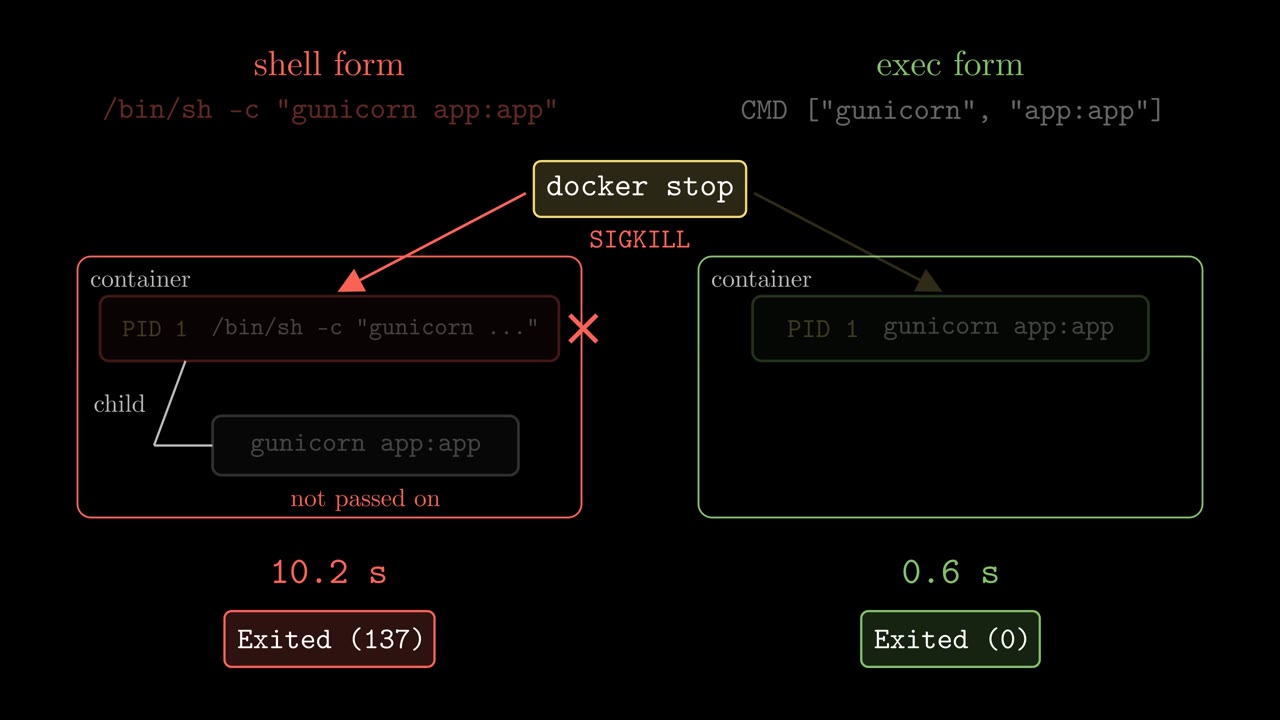 shell form
/bin/sh -c "gunicorn app:app"
exec form
CMD ["gunicorn", "app:app"]
docker stop
SIGKILL
container
PID 1 /bin/sh -c "gunicorn ..."
child
gunicorn app:app
not passed on
container
PID 1 gunicorn app:app
10.2 s
Exited (137)
0.6 s
Exited (0)